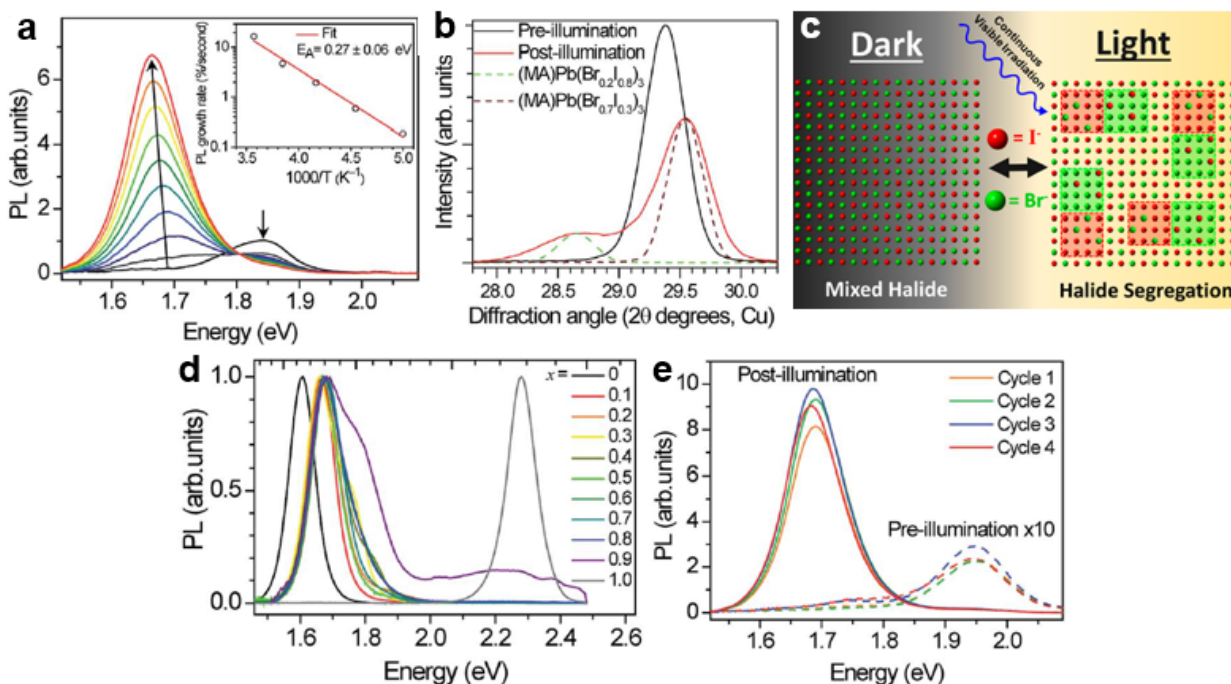 a
PL (arb.units)
6
4
2
0
1.6
1.7
1.8
1.9
2.0
Energy (eV)
PL growth rate (%/second)
10
1
0.1
Fit
E_A= 0.27 ± 0.06 eV
3.5
4.0
4.5
5.0
1000/T (K⁻¹)
b
Intensity (arb. units)
Pre-illumination
Post-illumination
(MA)Pb(Br₀.₂I₀.₈)₃
(MA)Pb(Br₀.₇I₀.₃)₃
28.0
28.5
29.0
29.5
30.0
Diffraction angle (2θ degrees, Cu)
c
Dark
Continuous
Visible Irradiation
Light
= I⁻
= Br⁻
Mixed Halide
Halide Segregation
d
PL (arb.units)
1.0
0.5
0.0
x =
0
0.1
0.2
0.3
0.4
0.5
0.6
0.7
0.8
0.9
1.0
1.6
1.8
2.0
2.2
2.4
2.6
Energy (eV)
e
PL (arb.units)
10
8
6
4
2
0
Post-illumination
Cycle 1
Cycle 2
Cycle 3
Cycle 4
Pre-illumination x10
1.6
1.7
1.8
1.9
2.0
Energy (eV)